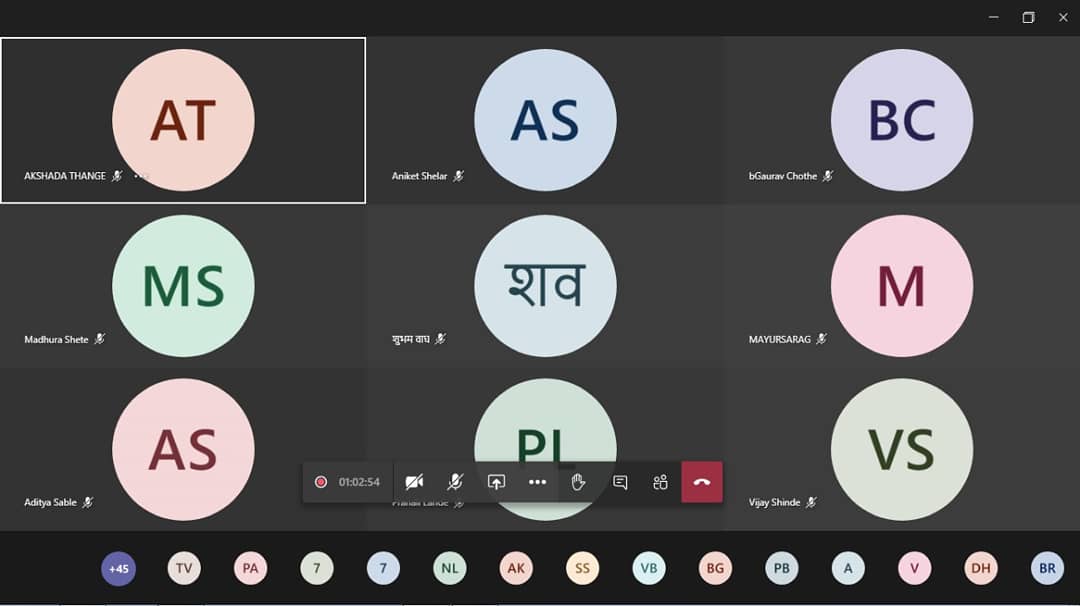 AT
AKSHADA THANGE
AS
Aniket Shelar
BC
bGaurav Chothe
MS
Madhura Shete
शव
शुभम वाघ
M
MAYURSARAG
AS
Aditya Sable
PL
VS
Vijay Shinde
01:02:54
+45 TV PA 7 7 NL AK SS VB BG PB A V DH BR